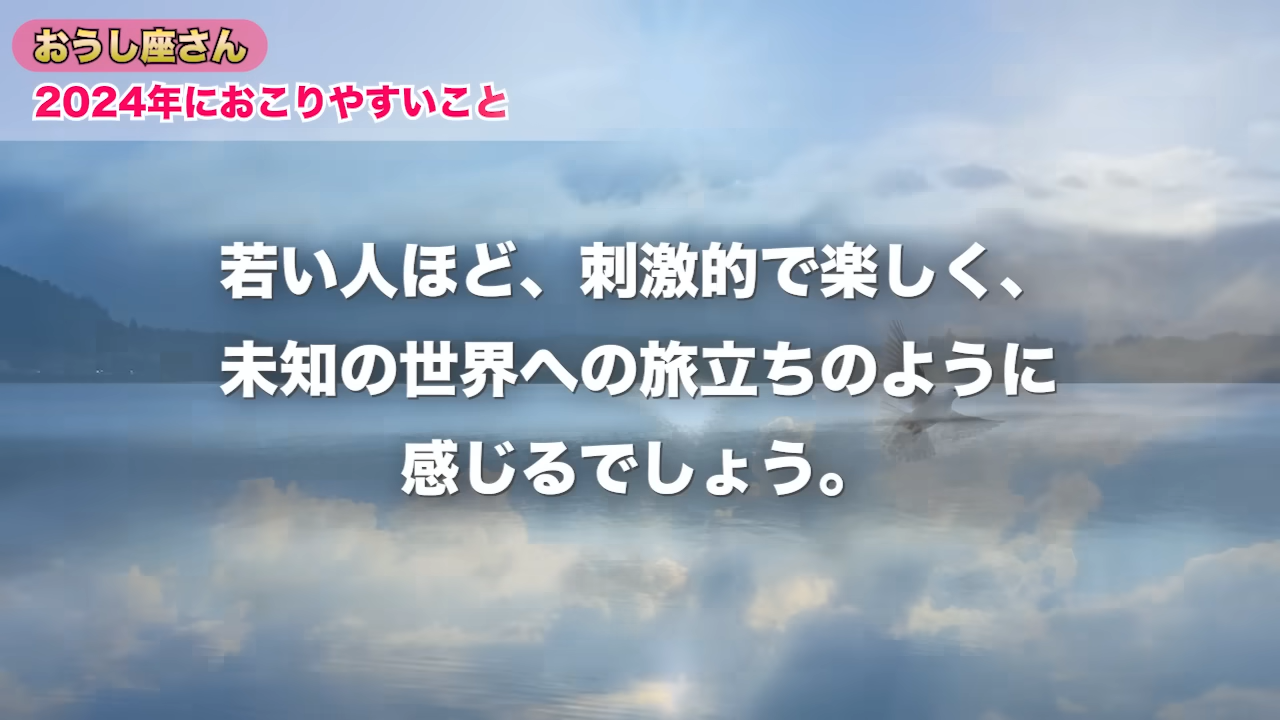 おうし座さん
2024年におこりやすいこと
若い人ほど、刺激的で楽しく、
未知の世界への旅立ちのように
感じるでしょう。